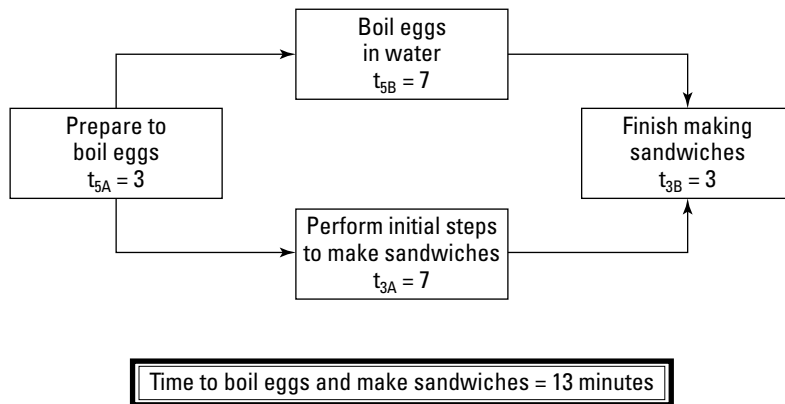 Boil eggs
in water
t5B = 7
Prepare to
boil eggs
t5A = 3
Finish making
sandwiches
t3B = 3
Perform initial steps
to make sandwiches
t3A = 7
Time to boil eggs and make sandwiches = 13 minutes